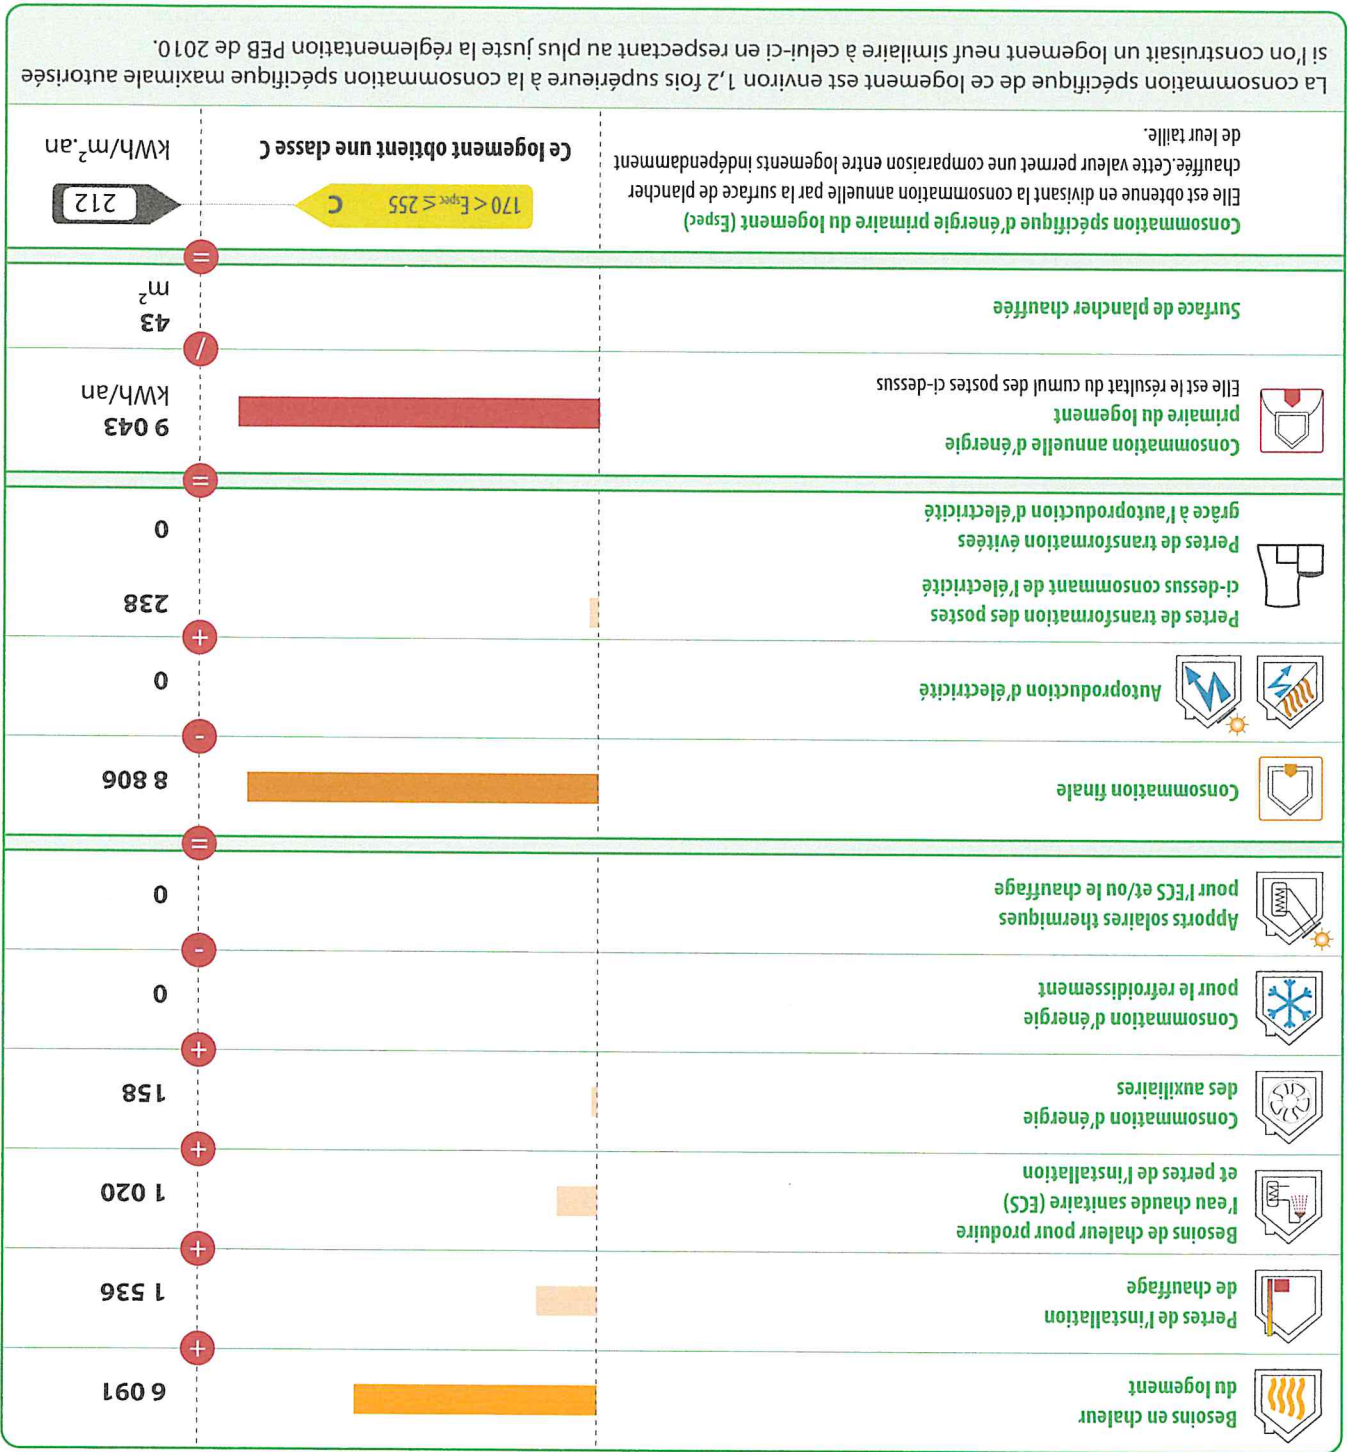 Besoins en chaleur
du logement
6 091
+
Pertes de l'installation
de chauffage
1 536
+
Besoins de chaleur pour produire
l'eau chaude sanitaire (ECS)
et pertes de l'installation
1 020
+
Consommation d'énergie
des auxiliaires
158
+
Consommation d'énergie
pour le refroidissement
0
-
Apports solaires thermiques
pour l'ECS et/ou le chauffage
0
=
Consommation finale
8 806
-
Autoproduction d'électricité
0
+
Pertes de transformation des postes
ci-dessus consommant de l'électricité
238
Pertes de transformation évitées
grâce à l'autoproduction d'électricité
0
=
Consommation annuelle d'énergie
primaire du logement
Elle est le résultat du cumul des postes ci-dessus
9 043
kWh/an
/
Surface de plancher chauffée
43
m²
=
Consommation spécifique d'énergie primaire du logement (Espec)
Elle est obtenue en divisant la consommation annuelle par la surface de plancher
chauffée.Cette valeur permet une comparaison entre logements indépendamment
de leur taille.
170 < Espec ≤ 255 C
Ce logement obtient une classe C
212
kWh/m².an
La consommation spécifique de ce logement est environ 1,2 fois supérieure à la consommation spécifique maximale autorisée
si l'on construisait un logement neuf similaire à celui-ci en respectant au plus juste la réglementation PEB de 2010.